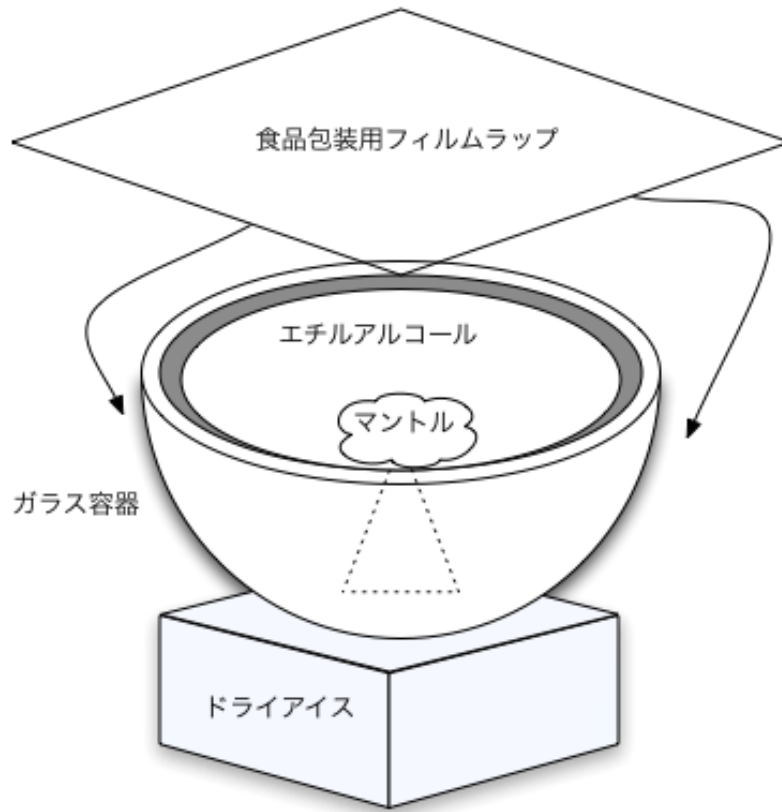 食品包装用フィルムラップ
エチルアルコール
マントル
ガラス容器
ドライアイス